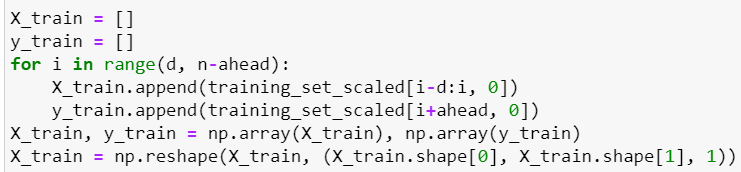 X_train = []
y_train = []
for i in range(d, n-ahead):
    X_train.append(training_set_scaled[i-d:i, 0])
    y_train.append(training_set_scaled[i+ahead, 0])
X_train, y_train = np.array(X_train), np.array(y_train)
X_train = np.reshape(X_train, (X_train.shape[0], X_train.shape[1], 1))